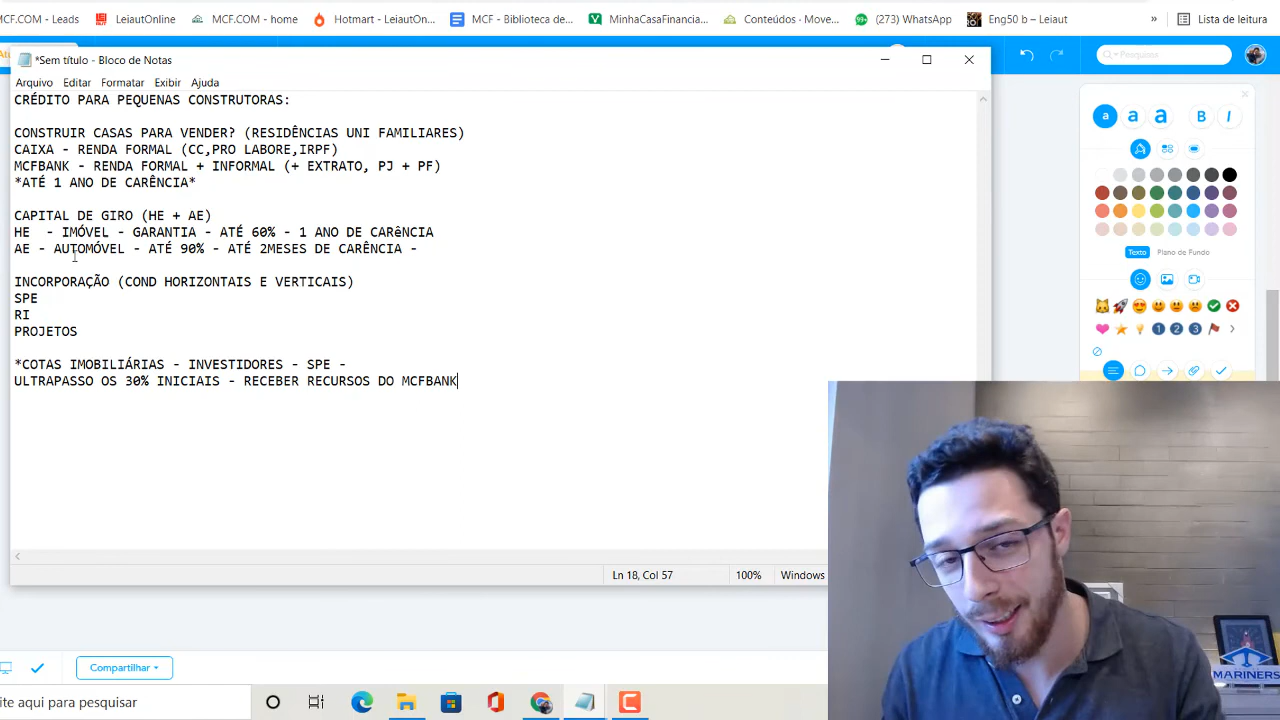 MCF.COM - Leads
LeiautOnline
MCF.COM - home
Hotmart - LeiautOn...
MCF - Biblioteca de...
MinhaCasaFinancia...
Conteúdos - Move...
(273) WhatsApp
Eng50 b – Leiaut
»
Lista de leitura
*Sem título - Bloco de Notas
Pesquisa
Arquivo Editar Formatar Exibir Ajuda
CRÉDITO PARA PEQUENAS CONSTRUTORAS:
CONSTRUIR CASAS PARA VENDER? (RESIDÊNCIAS UNI FAMILIARES)
CAIXA - RENDA FORMAL (CC,PRO LABORE,IRPF)
MCFBANK - RENDA FORMAL + INFORMAL (+ EXTRATO, PJ + PF)
*ATÉ 1 ANO DE CARÊNCIA*
CAPITAL DE GIRO (HE + AE)
HE - IMÓVEL - GARANTIA - ATÉ 60% - 1 ANO DE CARêNCIA
AE - AUTOMÓVEL - ATÉ 90% - ATÉ 2MESES DE CARÊNCIA -
INCORPORAÇÃO (COND HORIZONTAIS E VERTICAIS)
SPE
RI
PROJETOS
*COTAS IMOBILIÁRIAS - INVESTIDORES - SPE -
ULTRAPASSO OS 30% INICIAIS - RECEBER RECURSOS DO MCFBANK
a a a B I
Texto Plano de Fundo
1 2 3
Ln 18, Col 57
100%
Windows
Compartilhar
ite aqui para pesquisar
MARINERS